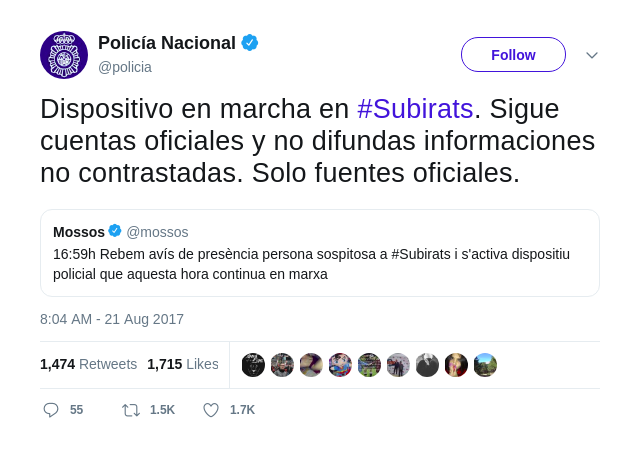 Policía Nacional
@policia
Follow
Dispositivo en marcha en #Subirats. Sigue
cuentas oficiales y no difundas informaciones
no contrastadas. Solo fuentes oficiales.
Mossos @mossos
16:59h Rebem avís de presència persona sospitosa a #Subirats i s'activa dispositiu
policial que aquesta hora continua en marxa
8:04 AM - 21 Aug 2017
1,474 Retweets 1,715 Likes
55 1.5K 1.7K